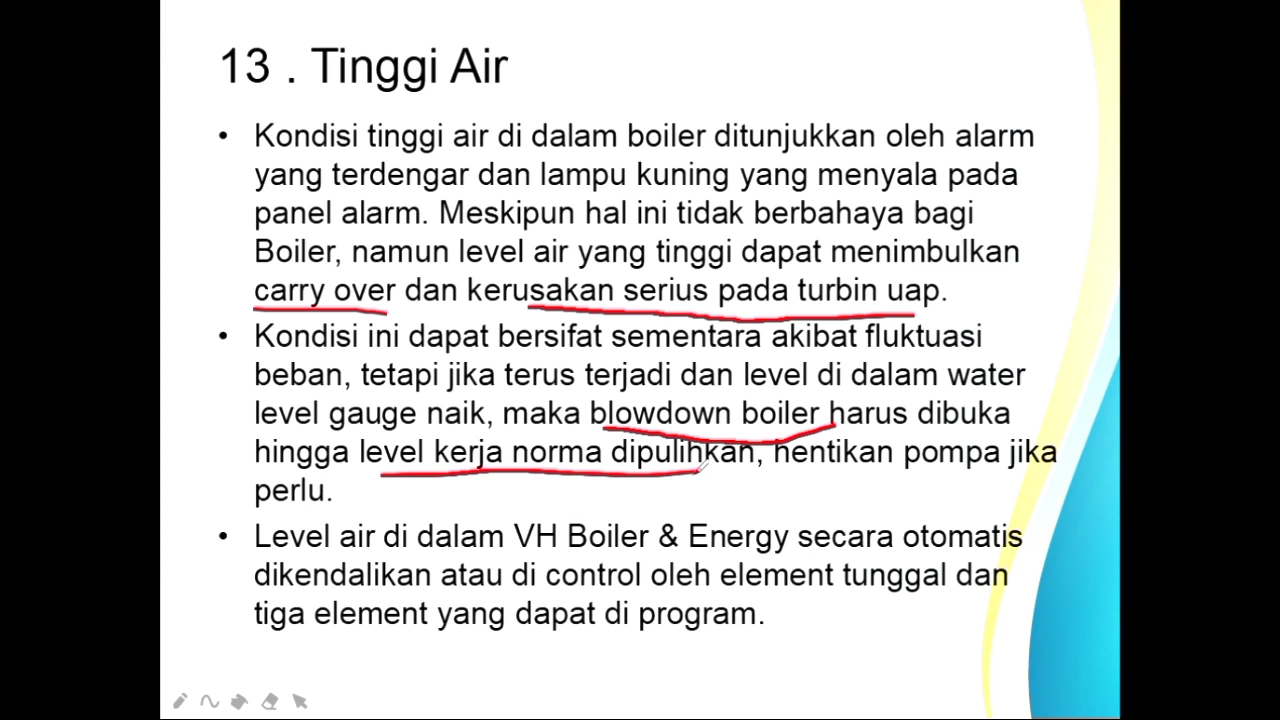 13 . Tinggi Air
• Kondisi tinggi air di dalam boiler ditunjukkan oleh alarm
yang terdengar dan lampu kuning yang menyala pada
panel alarm. Meskipun hal ini tidak berbahaya bagi
Boiler, namun level air yang tinggi dapat menimbulkan
carry over dan kerusakan serius pada turbin uap.
• Kondisi ini dapat bersifat sementara akibat fluktuasi
beban, tetapi jika terus terjadi dan level di dalam water
level gauge naik, maka blowdown boiler harus dibuka
hingga level kerja norma dipulihkan, hentikan pompa jika
perlu.
• Level air di dalam VH Boiler & Energy secara otomatis
dikendalikan atau di control oleh element tunggal dan
tiga element yang dapat di program.